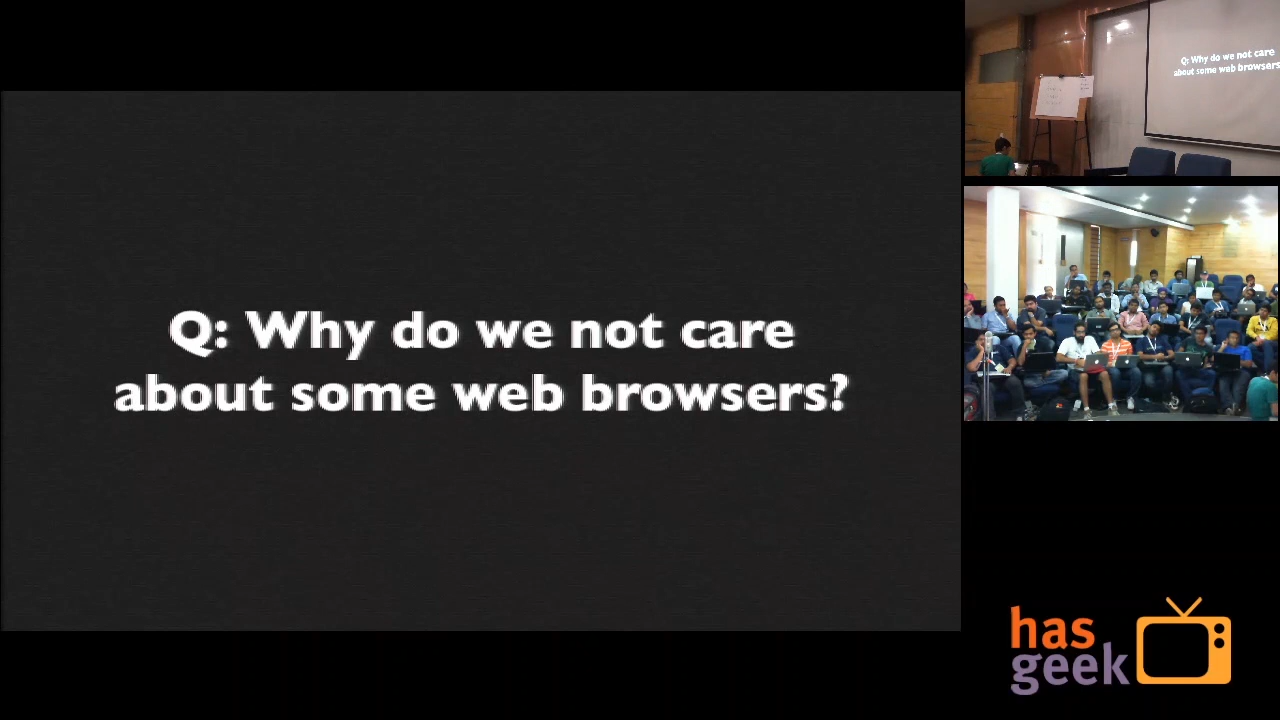 Q: Why do we not care
about some web browsers?
Q: Why do we not care
about some web browsers
has
geek